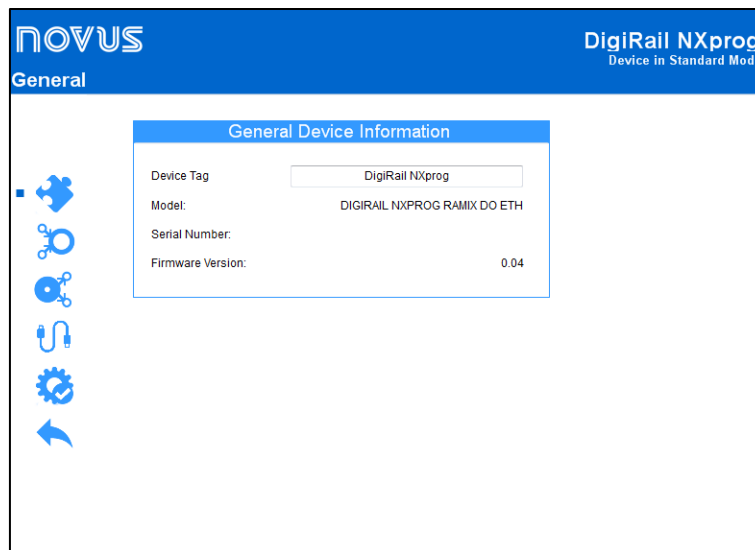 NOVUS
DigiRail NXprog
Device in Standard Mod
General
General Device Information
Device Tag DigiRail NXprog
Model: DIGIRAIL NXPROG RAMIX DO ETH
Serial Number:
Firmware Version: 0.04